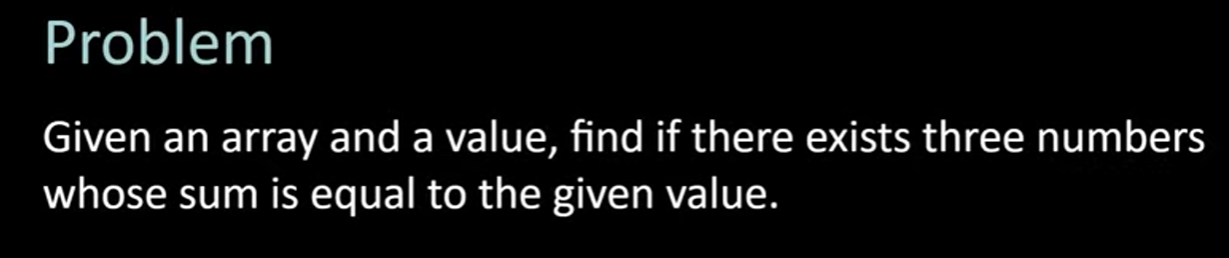 Problem
Given an array and a value, find if there exists three numbers
whose sum is equal to the given value.